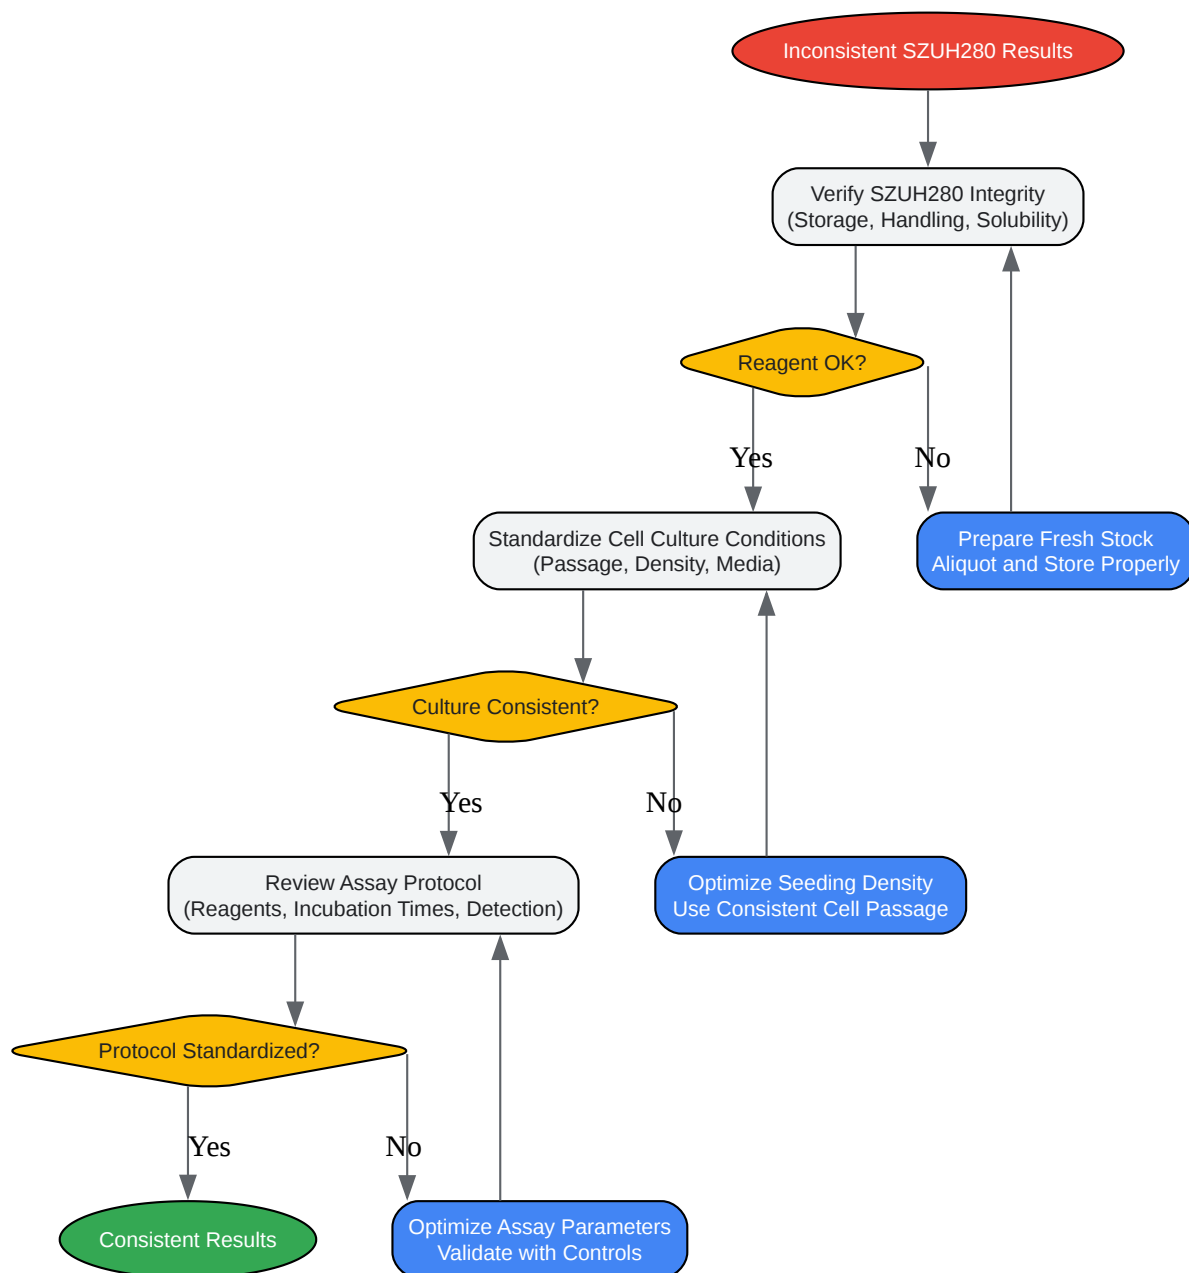 Inconsistent SZUH280 Results
Verify SZUH280 Integrity
(Storage, Handling, Solubility)
Reagent OK?
Yes
No
Standardize Cell Culture Conditions
(Passage, Density, Media)
Prepare Fresh Stock
Aliquot and Store Properly
Culture Consistent?
Yes
No
Review Assay Protocol
(Reagents, Incubation Times, Detection)
Optimize Seeding Density
Use Consistent Cell Passage
Protocol Standardized?
Yes
No
Consistent Results
Optimize Assay Parameters
Validate with Controls